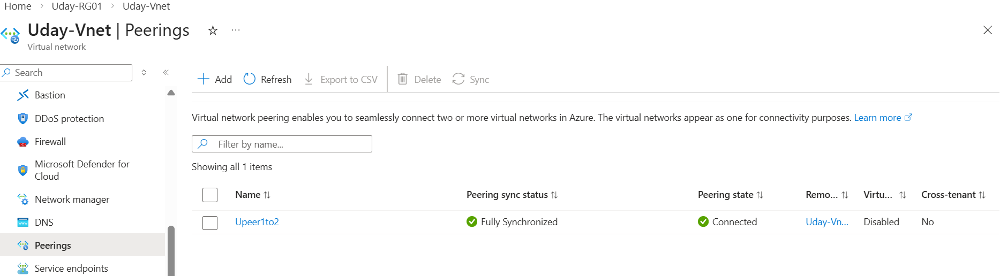 Home > Uday-RG01 > Uday-Vnet
Uday-Vnet | Peerings ...
Virtual network
Search
Bastion
DDoS protection
Firewall
Microsoft Defender for
Cloud
Network manager
DNS
Peerings
Service endpoints
Add Refresh Export to CSV Delete Sync
Virtual network peering enables you to seamlessly connect two or more virtual networks in Azure. The virtual networks appear as one for connectivity purposes. Learn more
Filter by name...
Showing all 1 items
Name Peering sync status Peering state Remo... Virtu... Cross-tenant
Upeer1to2 Fully Synchronized Connected Uday-Vn... Disabled No